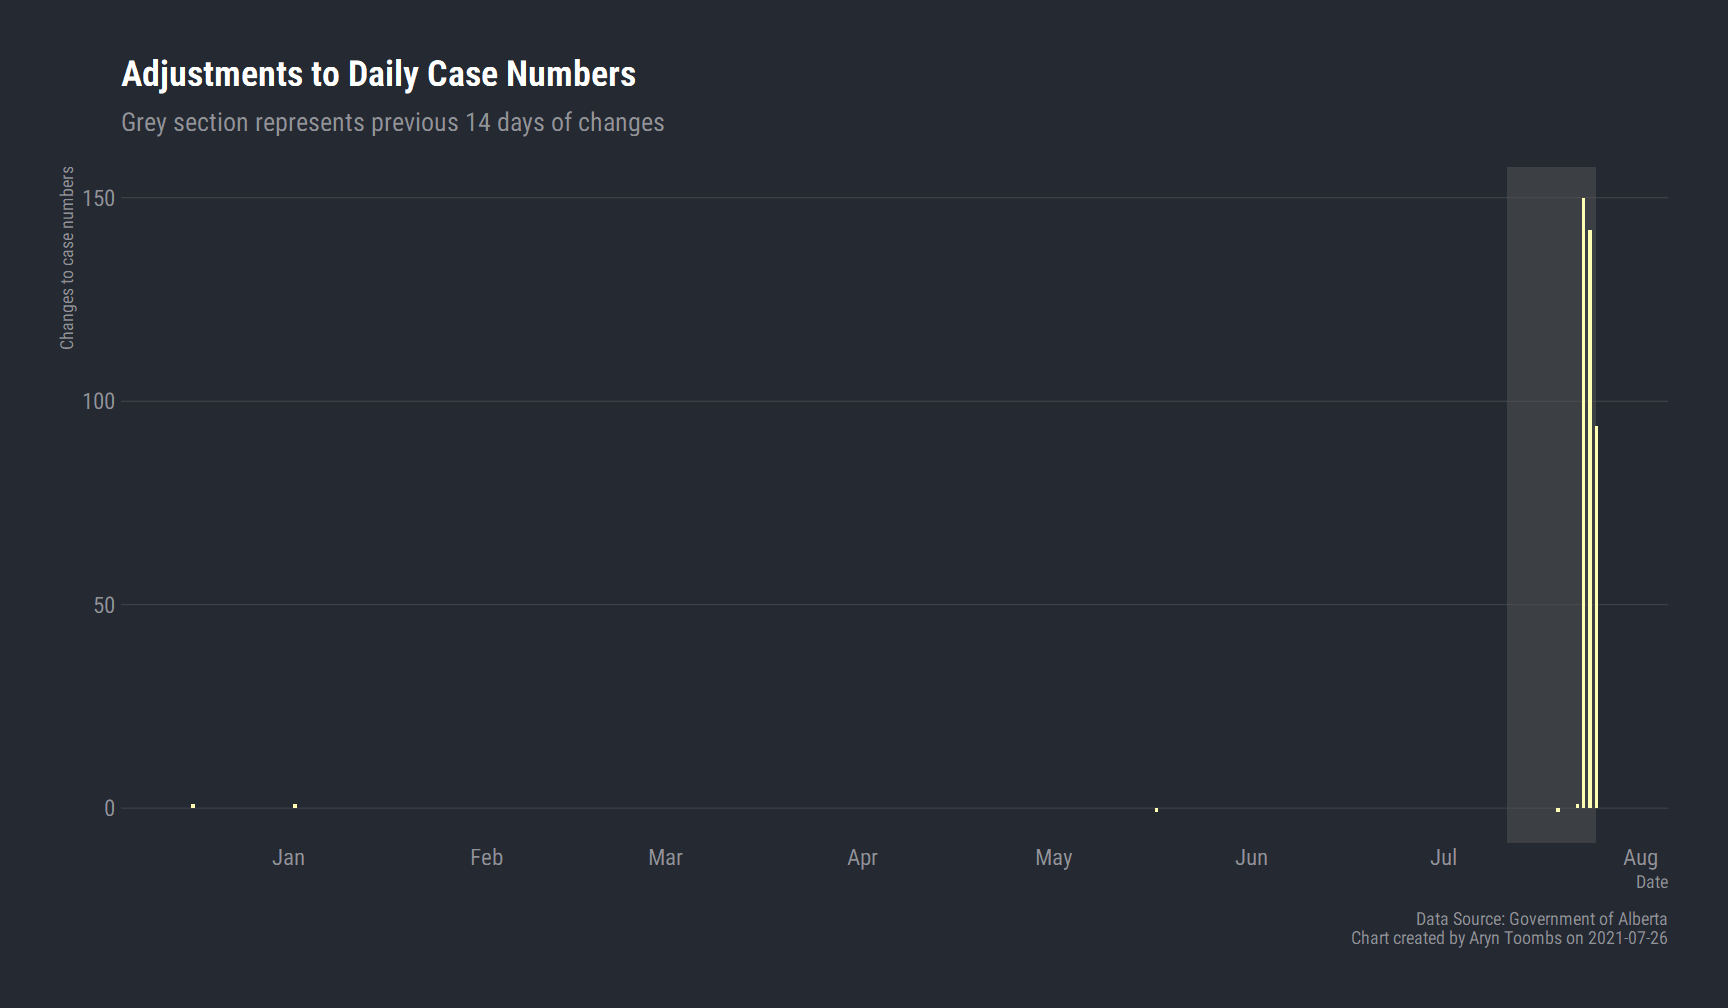 Adjustments to Daily Case Numbers
Grey section represents previous 14 days of changes
Changes to case numbers
150
100
50
0
Jan Feb Mar Apr May Jun Jul Aug
Date
Data Source: Government of Alberta
Chart created by Aryn Toombs on 2021-07-26